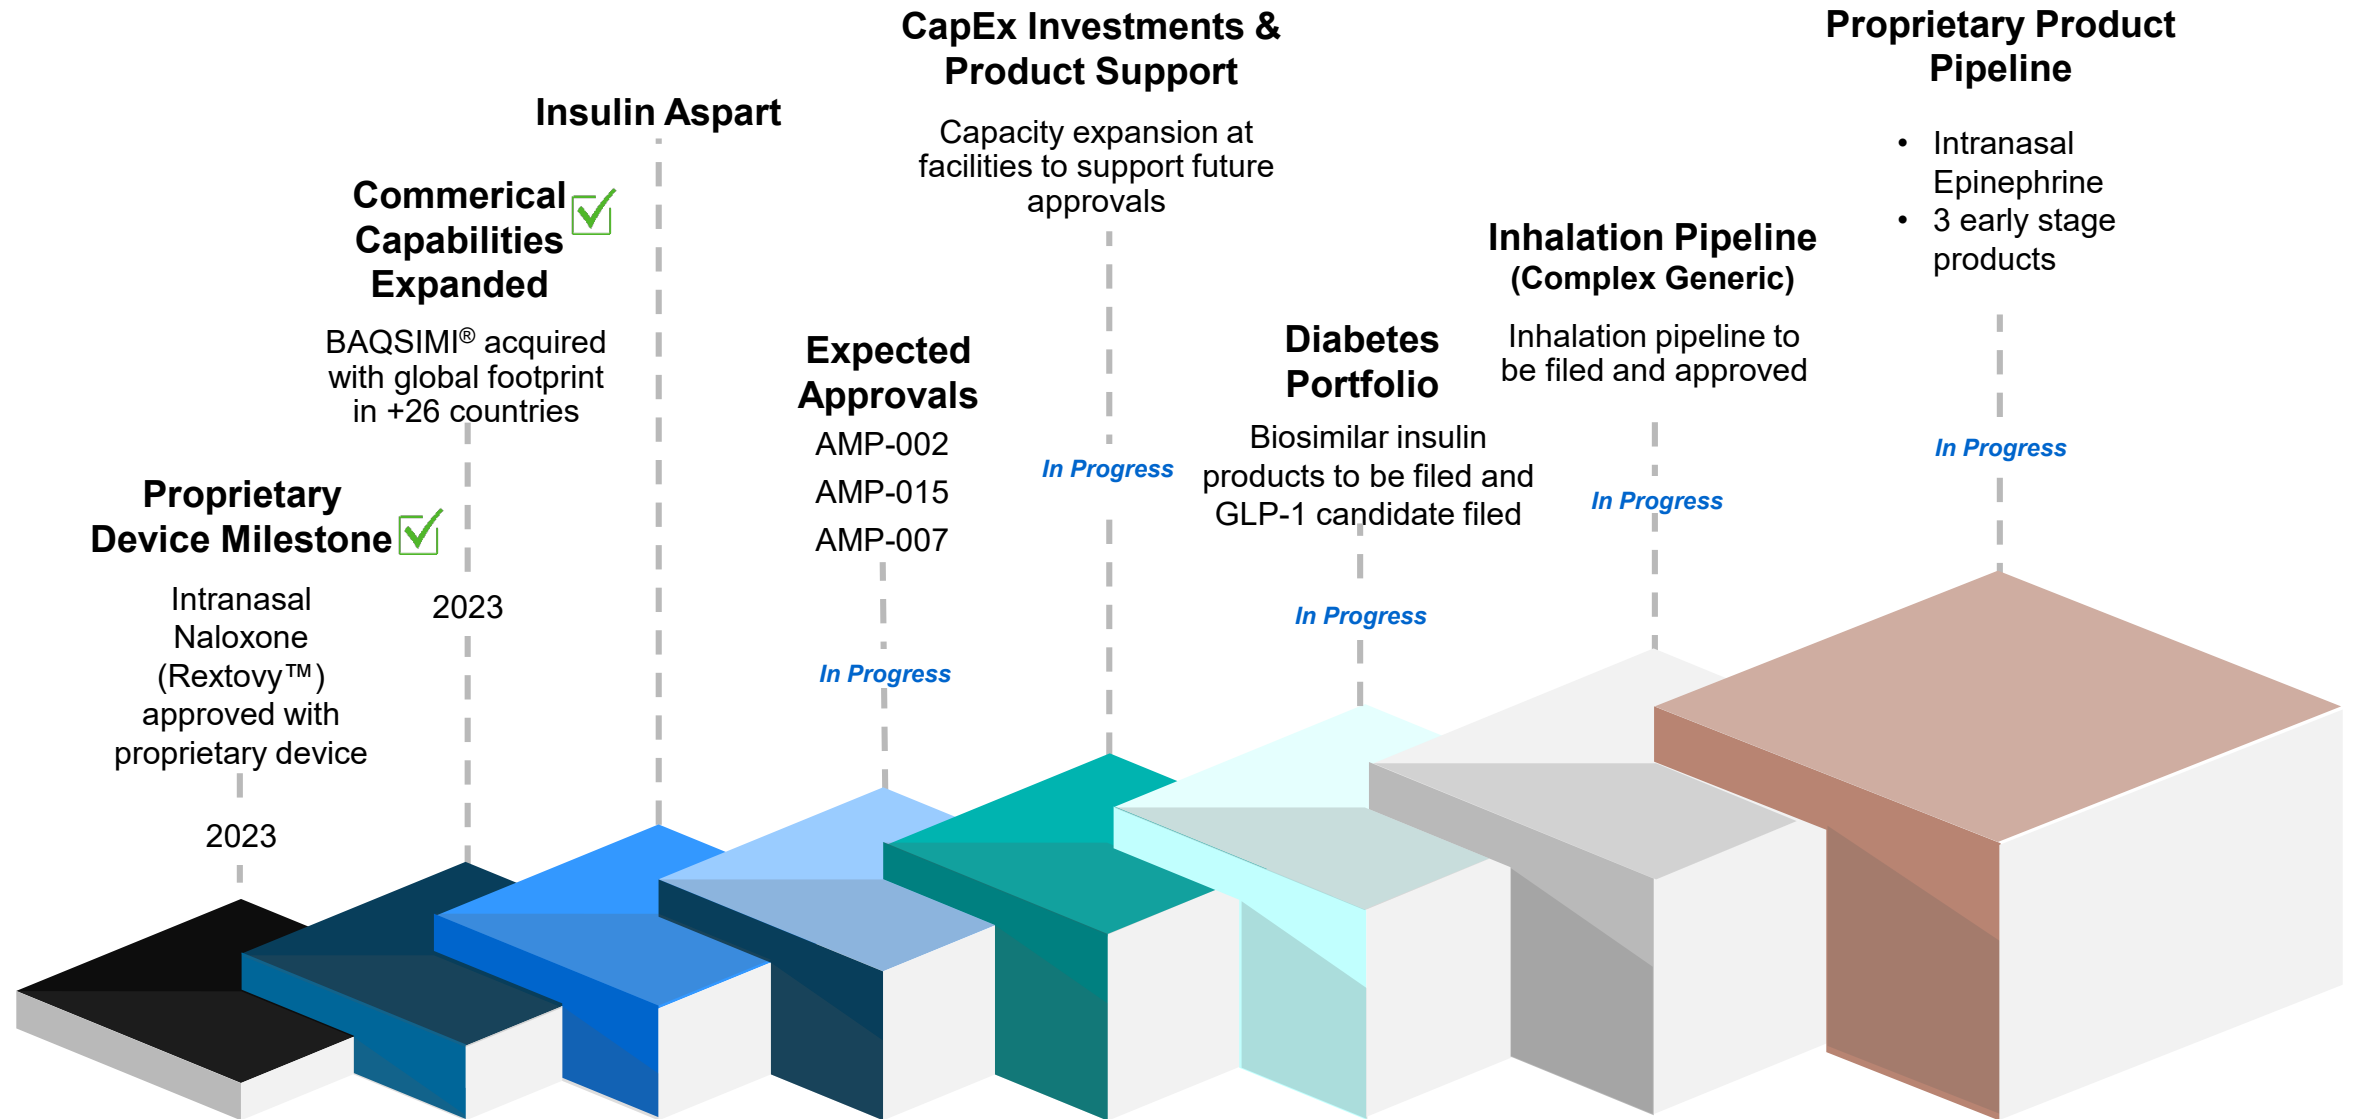 Proprietary
Device Milestone
Intranasal
Naloxone
(Rextovy™)
approved with
proprietary device
2023
Commerical
Capabilities
Expanded
BAQSIMI® acquired
with global footprint
in +26 countries
2023
Insulin Aspart
Expected
Approvals
AMP-002
AMP-015
AMP-007
In Progress
CapEx Investments &
Product Support
Capacity expansion at
facilities to support future
approvals
In Progress
Diabetes
Portfolio
Biosimilar insulin
products to be filed and
GLP-1 candidate filed
In Progress
Inhalation Pipeline
(Complex Generic)
Inhalation pipeline to
be filed and approved
In Progress
Proprietary Product
Pipeline
• Intranasal
Epinephrine
• 3 early stage
products
In Progress